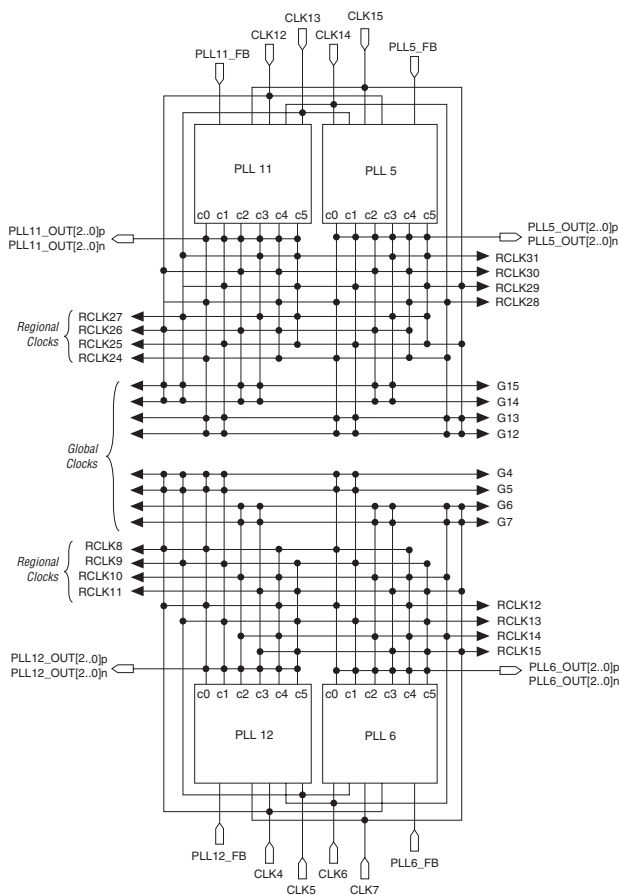 CLK13
CLK15
CLK12
CLK14
PLL11_FB
PLL5_FB
PLL 11
PLL 5
c0 c1 c2 c3 c4 c5
c0 c1 c2 c3 c4 c5
PLL11_OUT[2..0]p
PLL11_OUT[2..0]n
PLL5_OUT[2..0]p
PLL5_OUT[2..0]n
RCLK31
RCLK30
RCLK29
RCLK28
Regional
Clocks
RCLK27
RCLK26
RCLK25
RCLK24
G15
G14
G13
G12
Global
Clocks
G4
G5
G6
G7
Regional
Clocks
RCLK8
RCLK9
RCLK10
RCLK11
RCLK12
RCLK13
RCLK14
RCLK15
PLL12_OUT[2..0]p
PLL12_OUT[2..0]n
PLL6_OUT[2..0]p
PLL6_OUT[2..0]n
c0 c1 c2 c3 c4 c5
c0 c1 c2 c3 c4 c5
PLL 12
PLL 6
PLL12_FB
PLL6_FB
CLK4
CLK6
CLK5
CLK7